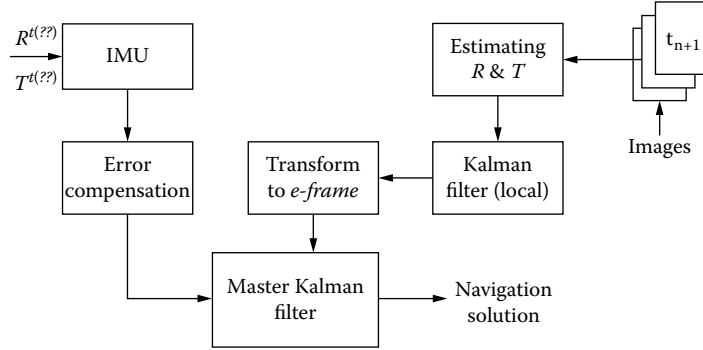 R^t(??)
T^t(??)
IMU
Estimating
R & T
t_n+1
Images
Error
compensation
Transform
to e-frame
Kalman
filter (local)
Master Kalman
filter
Navigation
solution